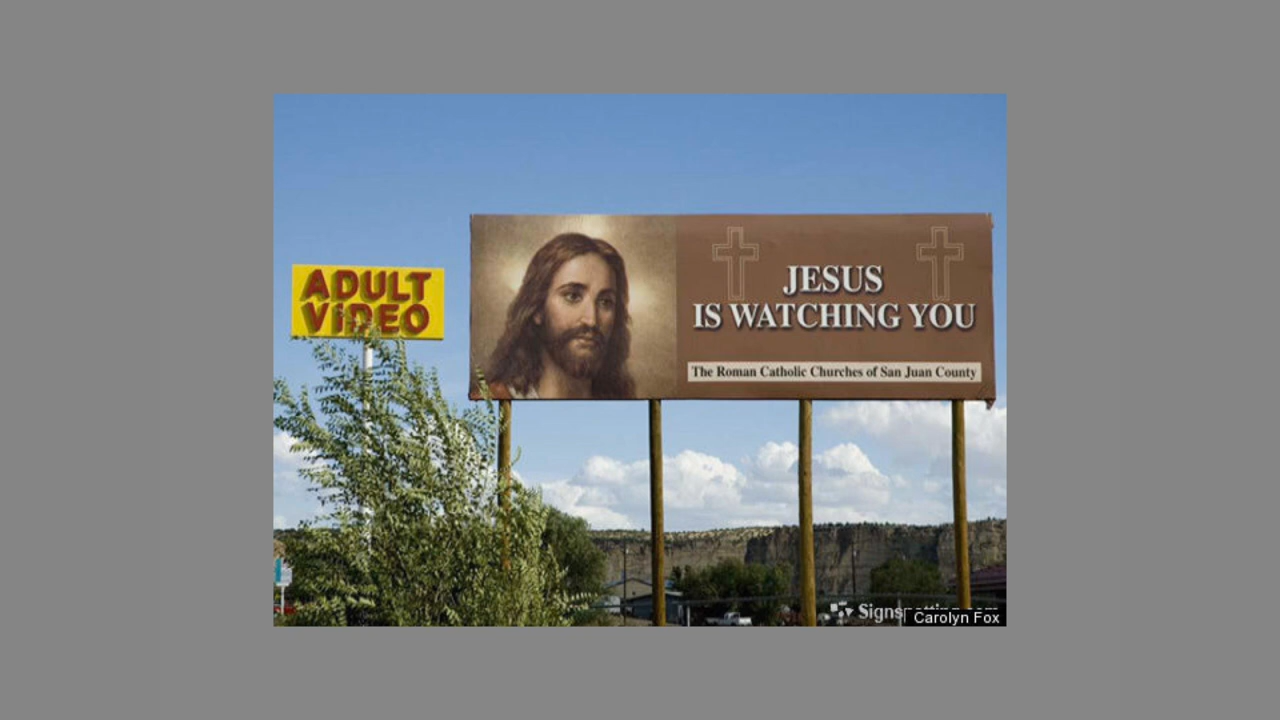 ADULT
VIDEO
JESUS
IS WATCHING YOU
The Roman Catholic Churches of San Juan County
Carolyn Fox